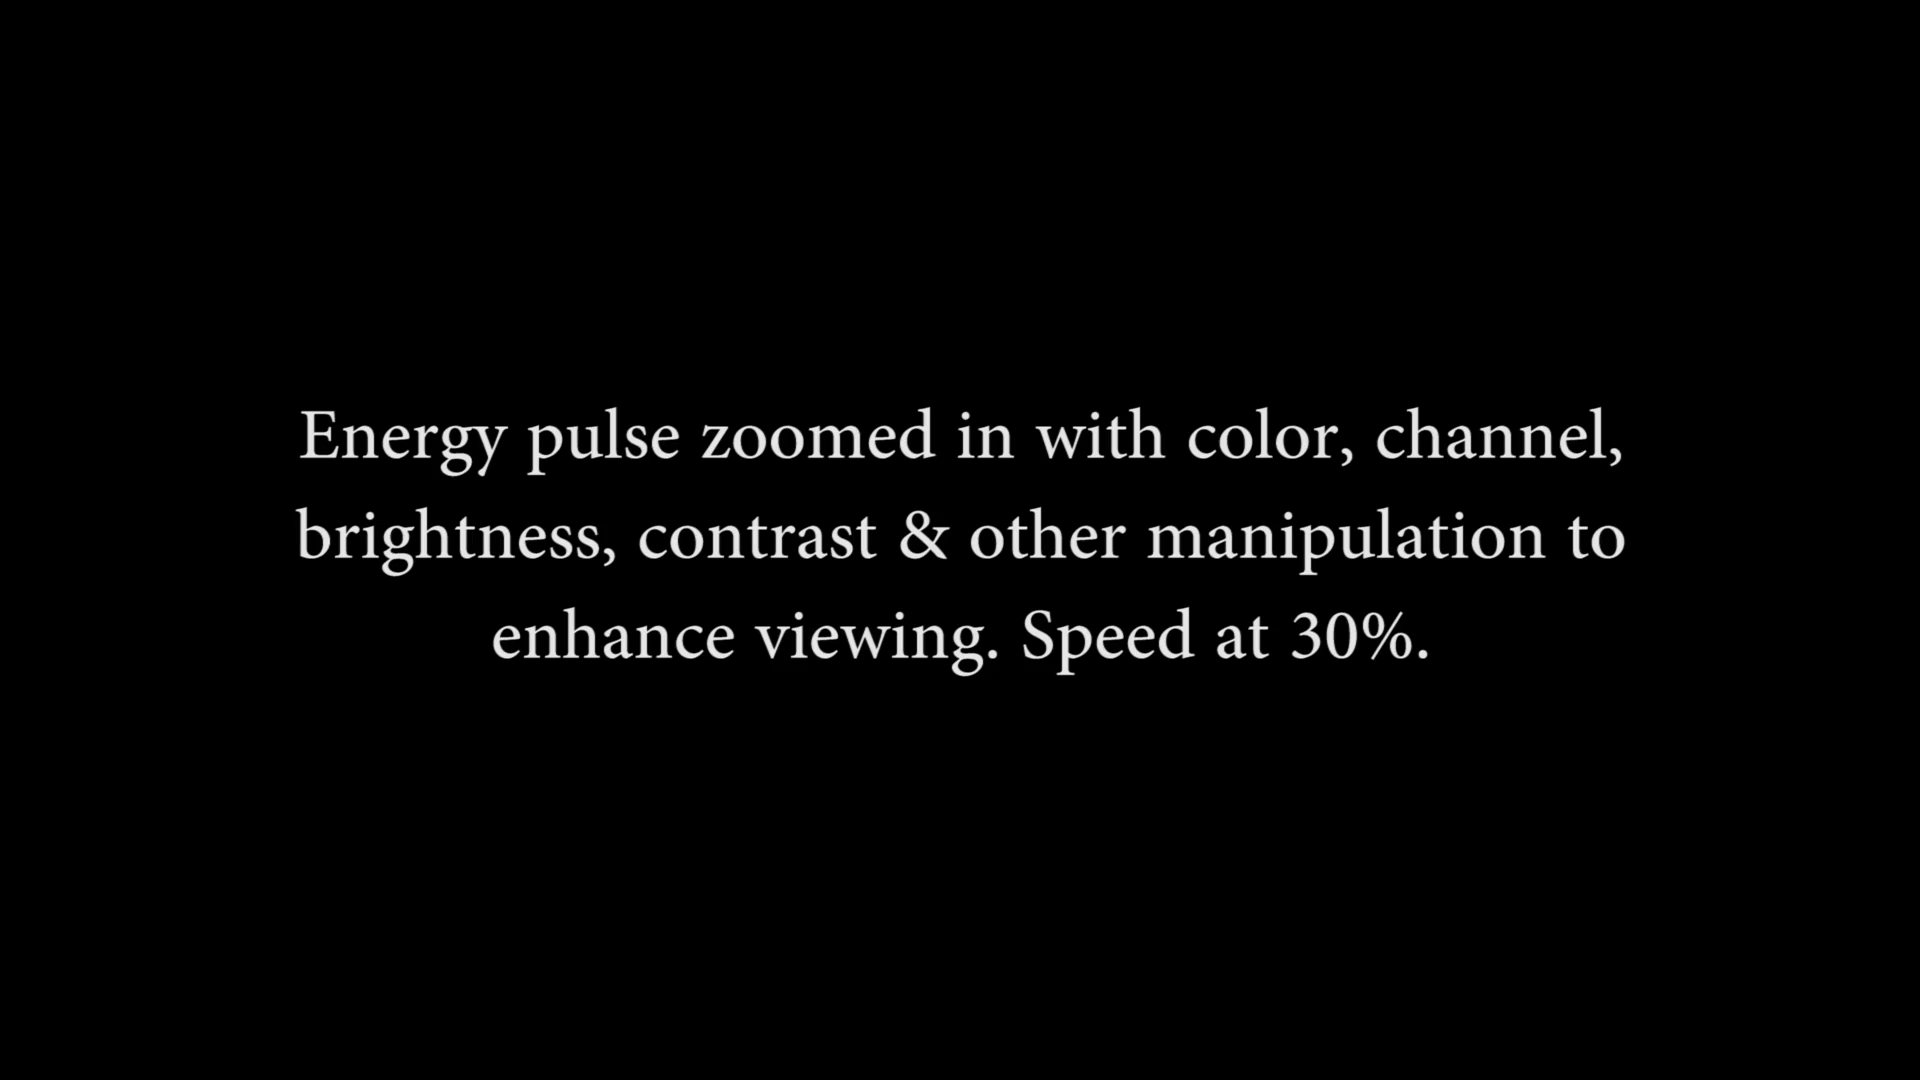 Energy pulse zoomed in with color, channel,
brightness, contrast & other manipulation to
enhance viewing. Speed at 30%.